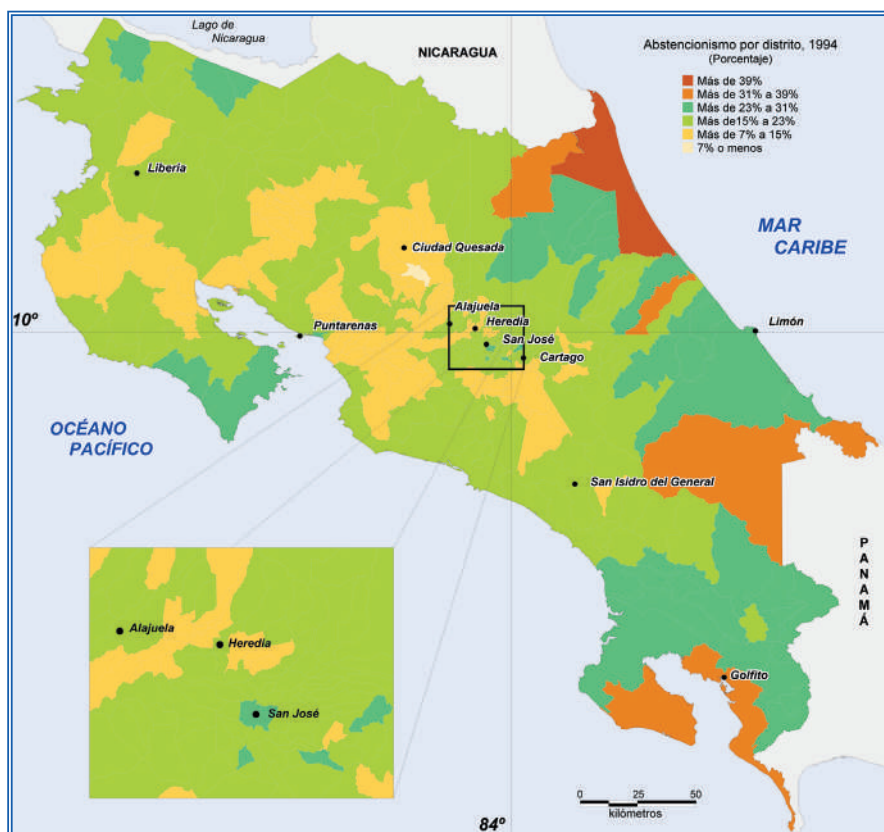 Lago de
Nicaragua
NICARAGUA
Abstencionismo por distrito, 1994
(Porcentaje)
Más de 39%
Más de 31% a 39%
Más de 23% a 31%
Más de15% a 23%
Más de 7% a 15%
7% o menos
Liberia
MAR
CARIBE
Ciudad Quesada
10º
Puntarenas
Alajuela
Heredia
San José
Cartago
Limón
OCÉANO
PACÍFICO
San Isidro del General
PANAMÁ
Alajuela
Heredia
San José
Golfito
0 25 50
kilómetros
84º